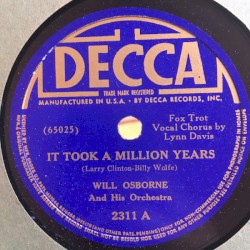 DECCA
TRADE MARK REGISTERED
MANUFACTURED IN U.S.A. • BY DECCA RECORDS, INC.
(65025)
Fox Trot
Vocal Chorus by
Lynn Davis
IT TOOK A MILLION YEARS
(Larry Clinton-Billy Wolfe)
WILL OSBORNE
And His Orchestra
2311 A